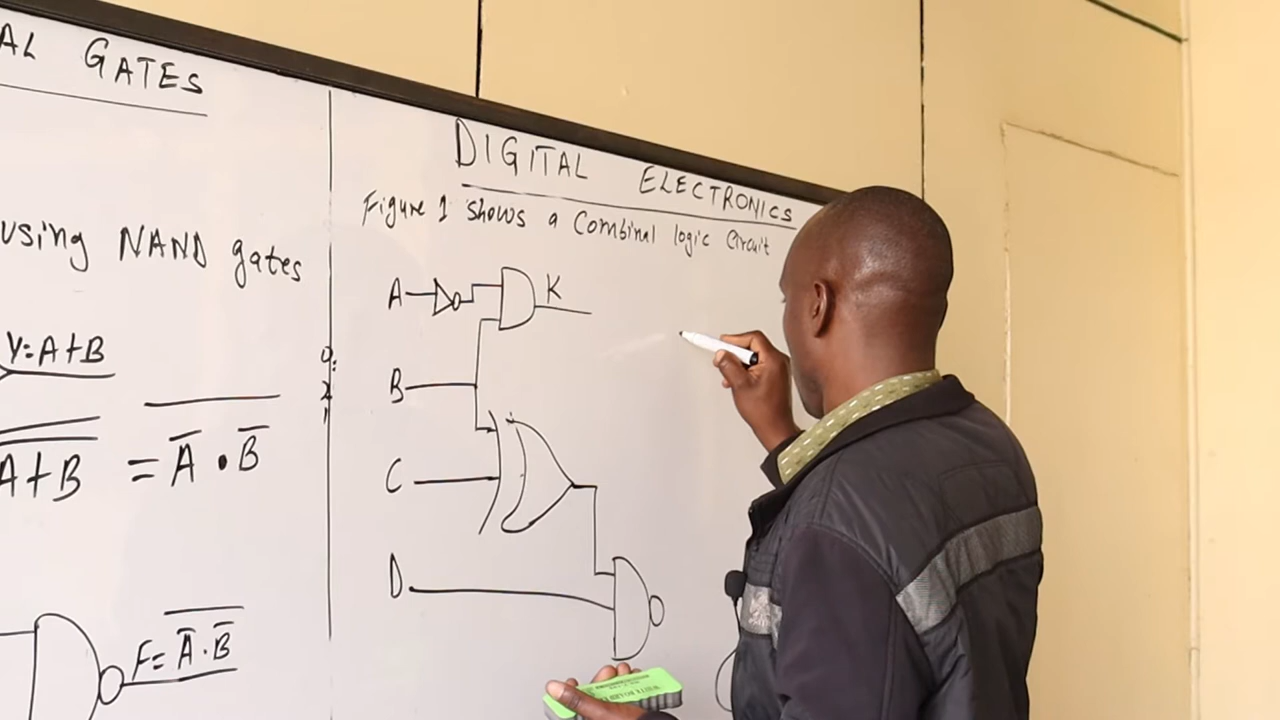 AL GATES
using NAND gates
Y=A+B
A+B = A̅ • B̅
F= A̅ . B̅
DIGITAL ELECTRONICS
Figure 1 shows a Combinal logic Circuit
A
K
B
C
D